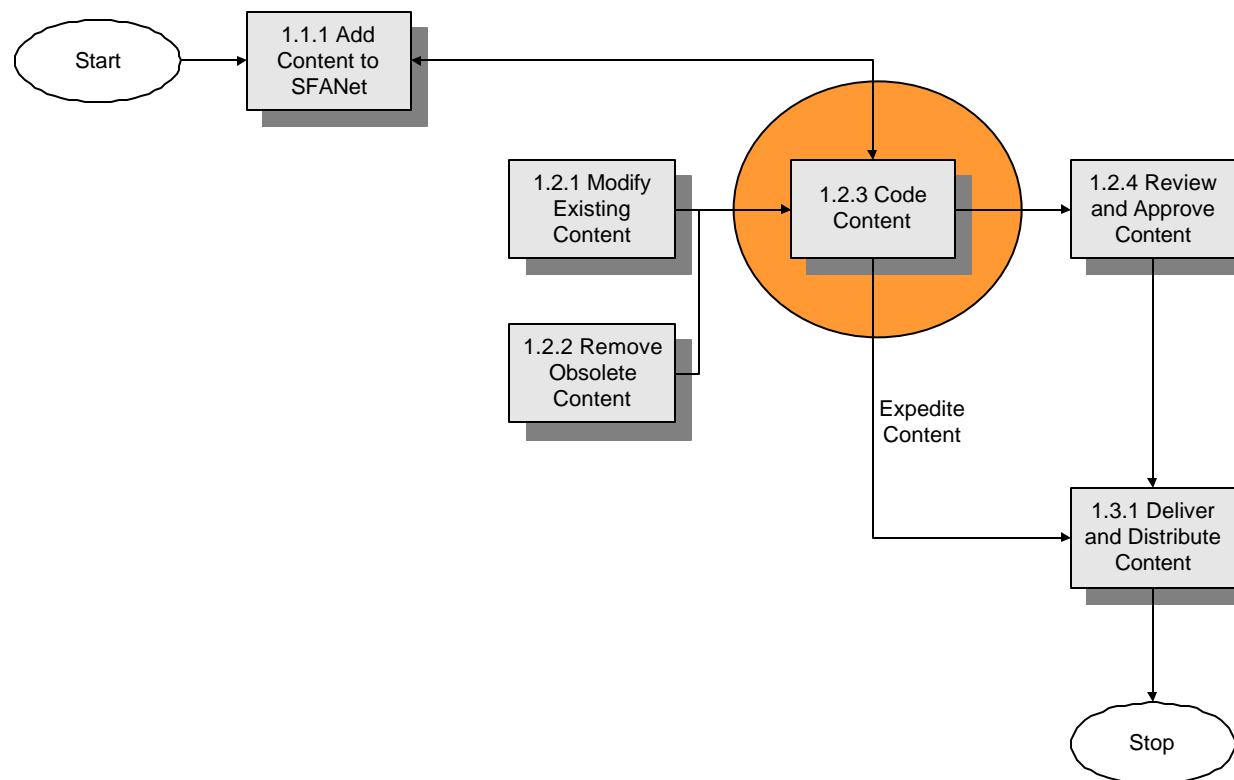 Start
1.1.1 Add
Content to
SFANet
1.2.1 Modify
Existing
Content
1.2.3 Code
Content
1.2.4 Review
and Approve
Content
1.2.2 Remove
Obsolete
Content
Expedite
Content
1.3.1 Deliver
and Distribute
Content
Stop